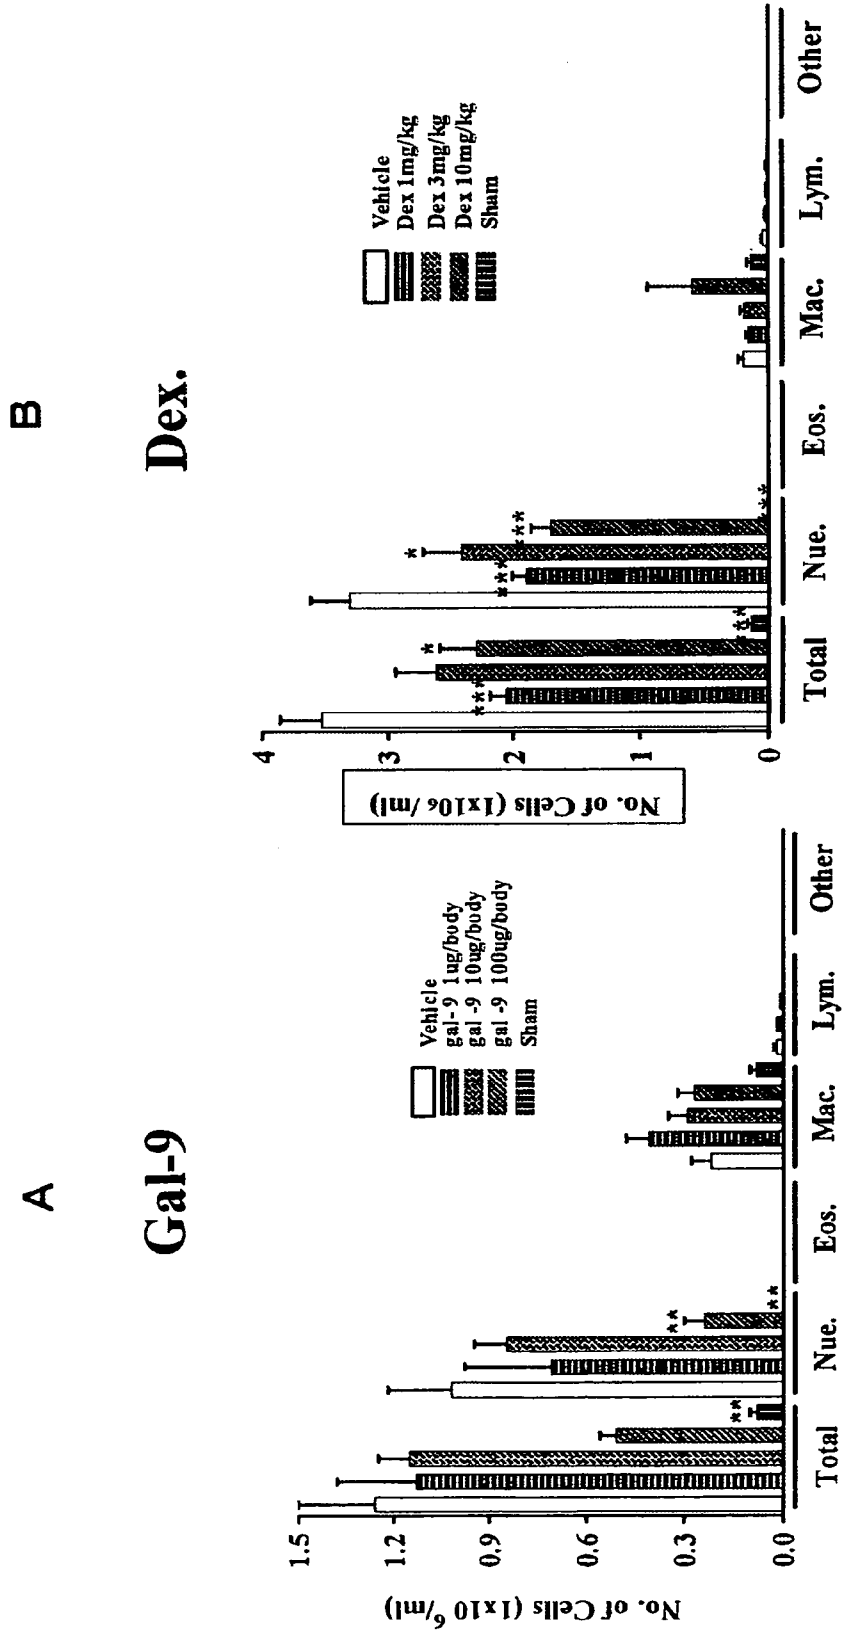 A
Gal-9
No. of Cells (1x10⁶/ml)
1.5
1.2
0.9
0.6
0.3
0.0
Vehicle
gal-9 1ug/body
gal-9 10ug/body
gal-9 100ug/body
Sham
**
**
**
Total
Nue.
Eos.
Mac.
Lym.
Other
B
Dex.
No. of Cells (1x10₆/ml)
4
3
2
1
0
Vehicle
Dex 1mg/kg
Dex 3mg/kg
Dex 10mg/kg
Sham
***
*
***
***
*
***
***
Total
Nue.
Eos.
Mac.
Lym.
Other